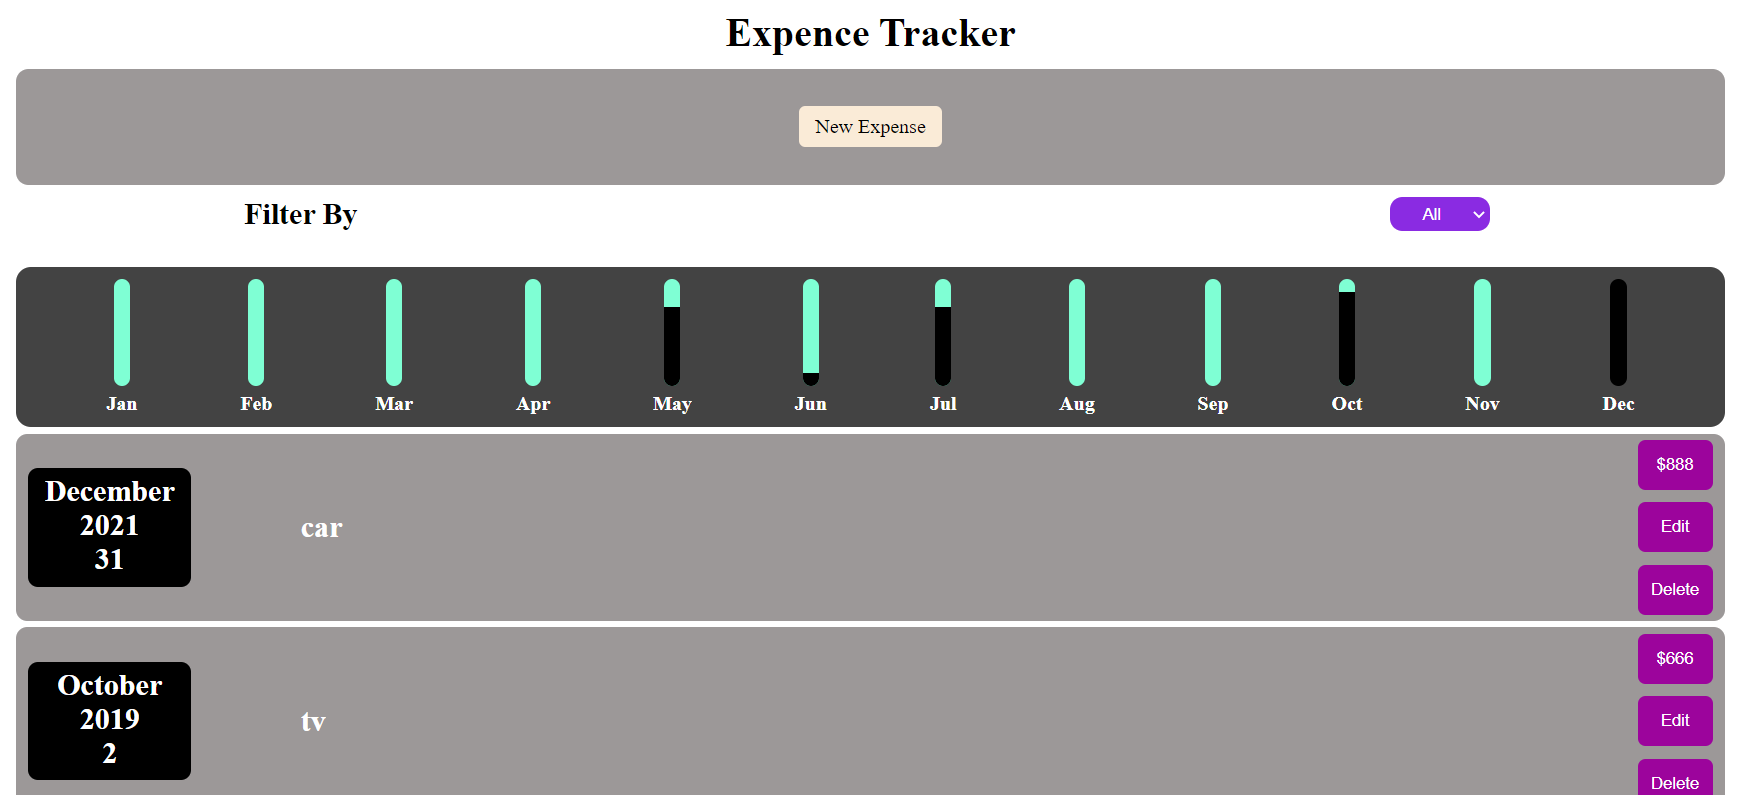 Expence Tracker
New Expense
Filter By
All
Jan Feb Mar Apr May Jun Jul Aug Sep Oct Nov Dec
December
2021
31
car
$888
Edit
Delete
October
2019
2
tv
$666
Edit
Delete